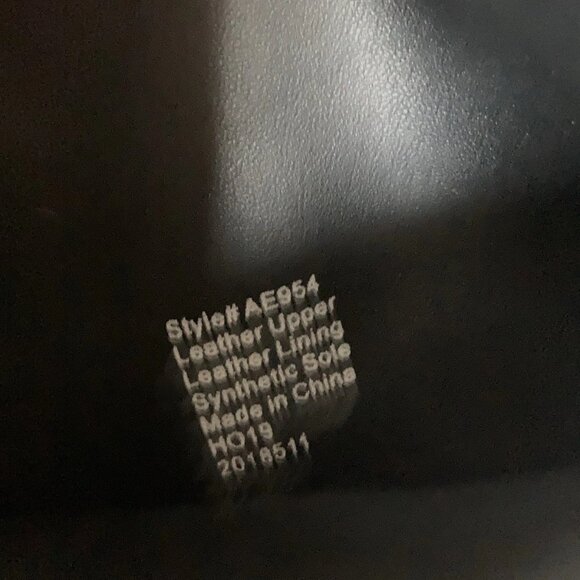 Style# AE954
Leather Upper
Leather Lining
Synthetic Sole
Made in China
HO19
2018511